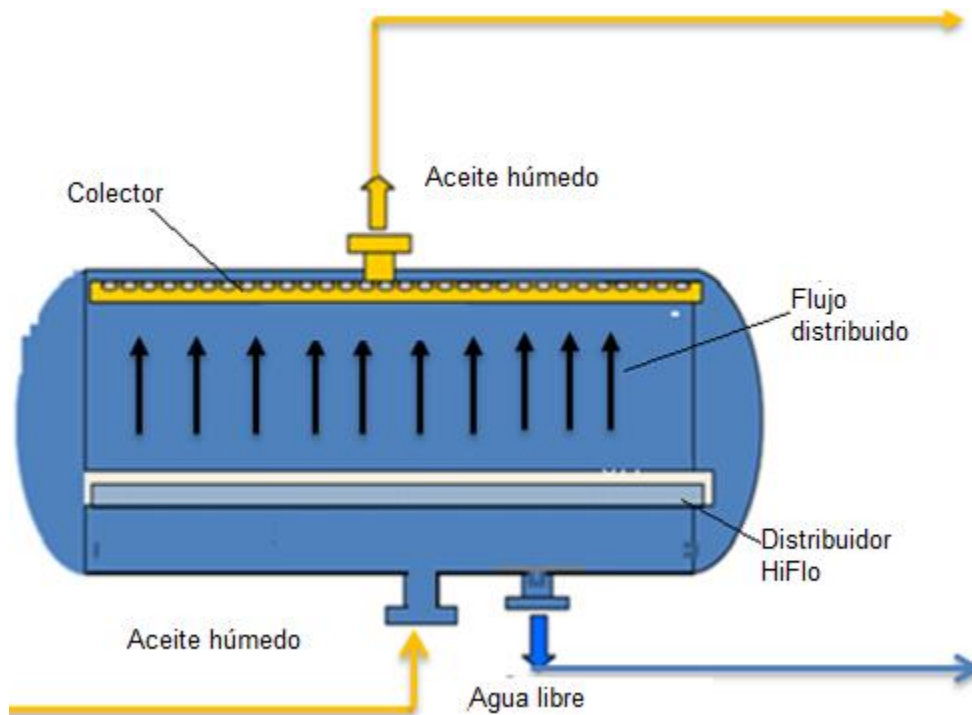 Aceite húmedo
Colector
Flujo
distribuido
Distribuidor
HiFlo
Aceite húmedo
Agua libre